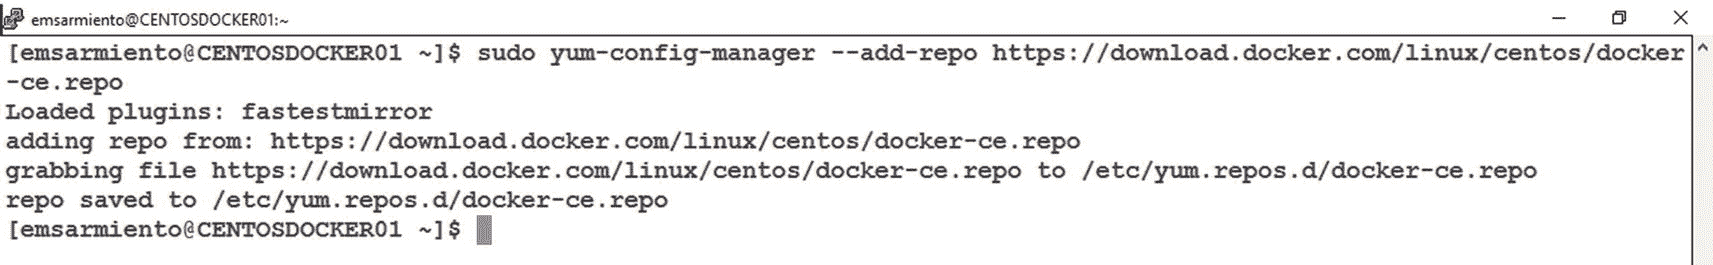 emsarmiento@CENTOSDOCKER01:~
[emsarmiento@CENTOSDOCKER01 ~]$ sudo yum-config-manager --add-repo https://download.docker.com/linux/centos/docker
-ce.repo
Loaded plugins: fastestmirror
adding repo from: https://download.docker.com/linux/centos/docker-ce.repo
grabbing file https://download.docker.com/linux/centos/docker-ce.repo to /etc/yum.repos.d/docker-ce.repo
repo saved to /etc/yum.repos.d/docker-ce.repo
[emsarmiento@CENTOSDOCKER01 ~]$